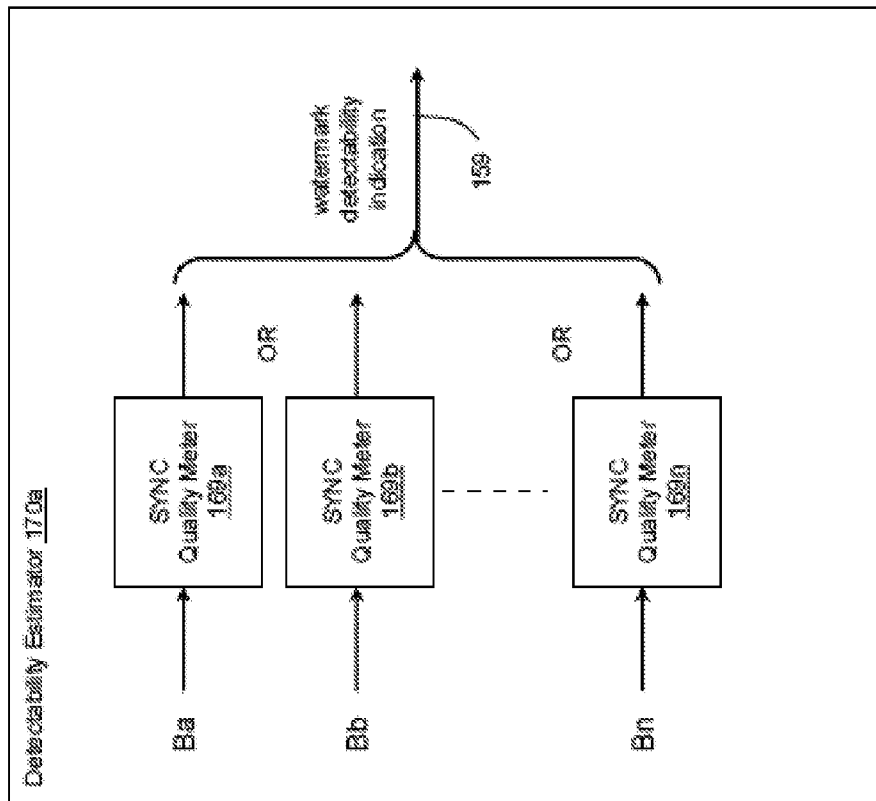 Detectability Estimator 170a
Ba
SYNC
Quality Meter
169a
OR
Bb
SYNC
Quality Meter
169b
OR
Bn
SYNC
Quality Meter
169n
watermark
detectability
indication
159